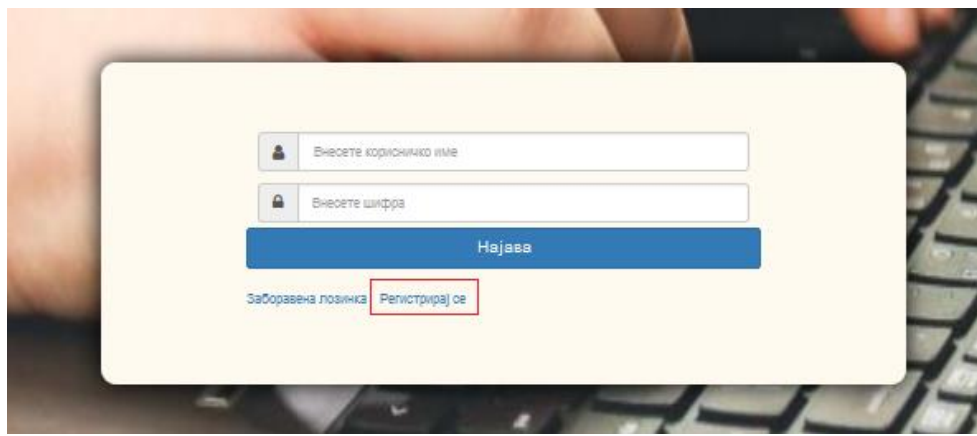 Внесете корисничко име
Внесете шифра
Најава
Заборавена лозинка Регистрирај се